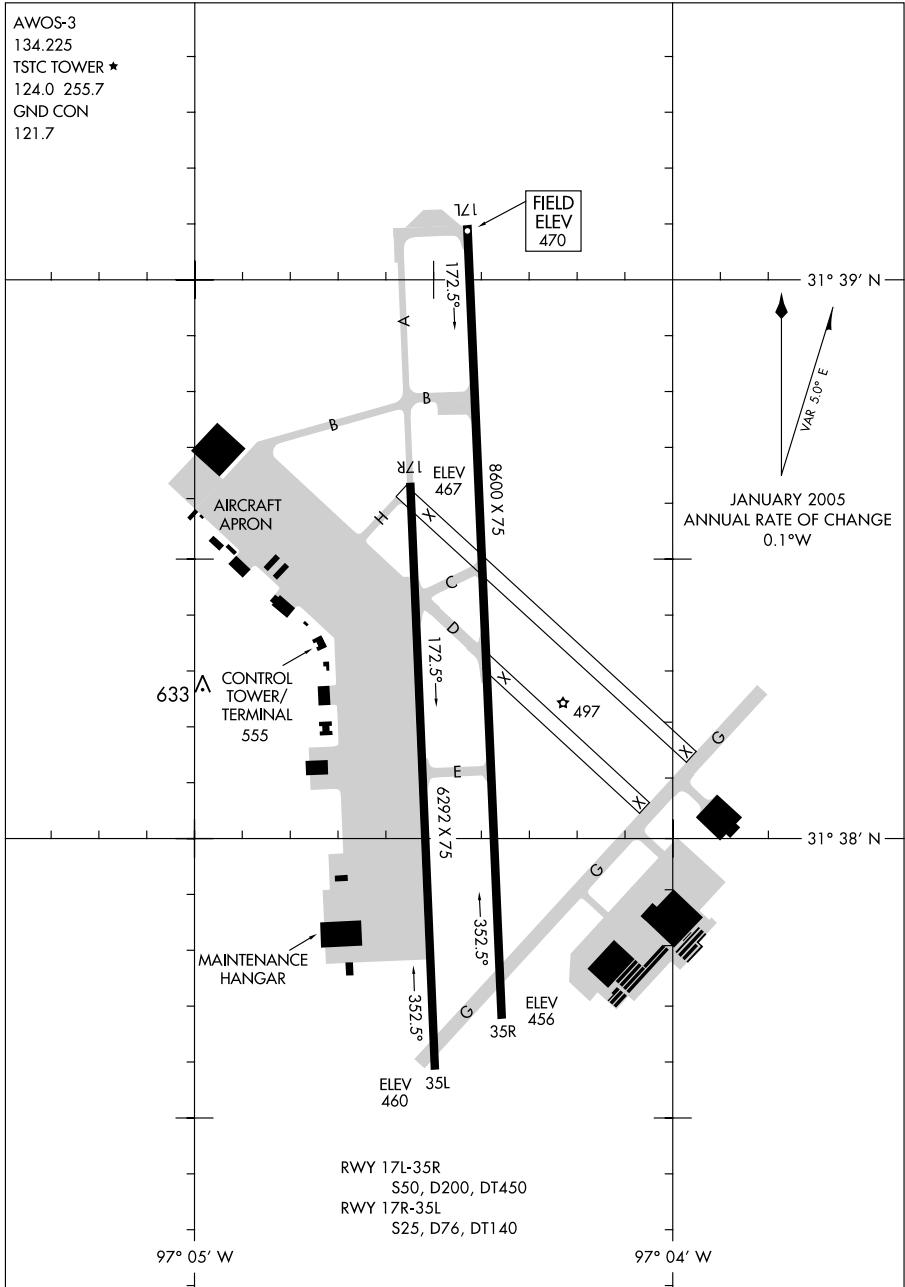 AWOS-3
134.225
TSTC TOWER ★
124.0 255.7
GND CON
121.7
17L
FIELD
ELEV
470
172.5°
31° 39' N
A
VAR 5.0° E
B
B
17R
ELEV
467
8600 X 75
JANUARY 2005
ANNUAL RATE OF CHANGE
0.1°W
AIRCRAFT
APRON
H
X
C
D
172.5°
633
CONTROL
TOWER/
TERMINAL
555
X
497
G
X
E
6292 X 75
X
31° 38' N
G
352.5°
MAINTENANCE
HANGAR
352.5°
G
ELEV
456
35R
ELEV
460
35L
RWY 17L-35R
S50, D200, DT450
RWY 17R-35L
S25, D76, DT140
97° 05' W
97° 04' W